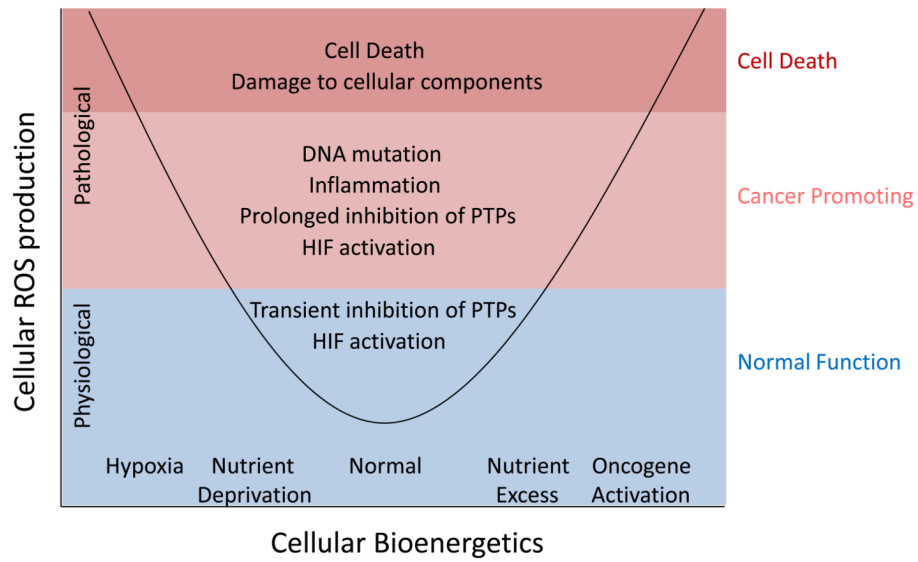 Cell Death
Damage to cellular components
Cell Death
DNA mutation
Inflammation
Prolonged inhibition of PTPs
HIF activation
Cancer Promoting
Transient inhibition of PTPs
HIF activation
Normal Function
Pathological
Physiological
Cellular ROS production
Hypoxia
Nutrient
Deprivation
Normal
Nutrient
Excess
Oncogene
Activation
Cellular Bioenergetics